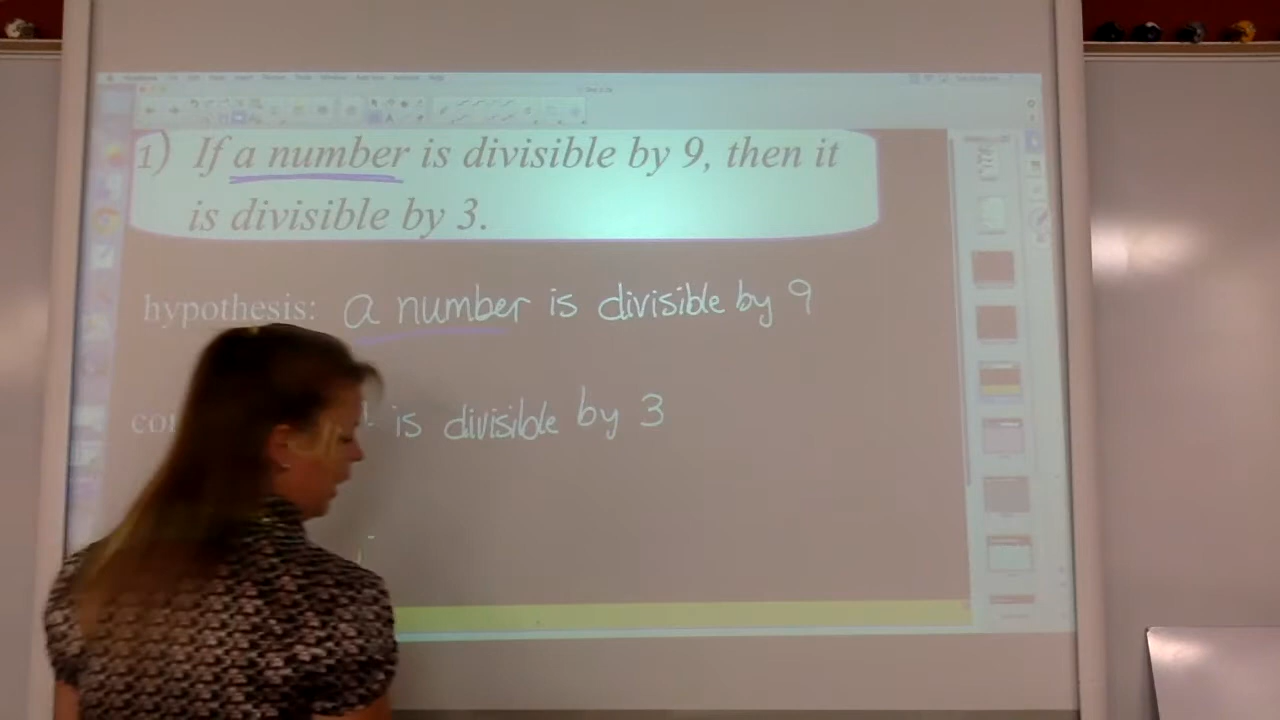 1) If a number is divisible by 9, then it
is divisible by 3.
hypothesis: a number is divisible by 9
is divisible by 3